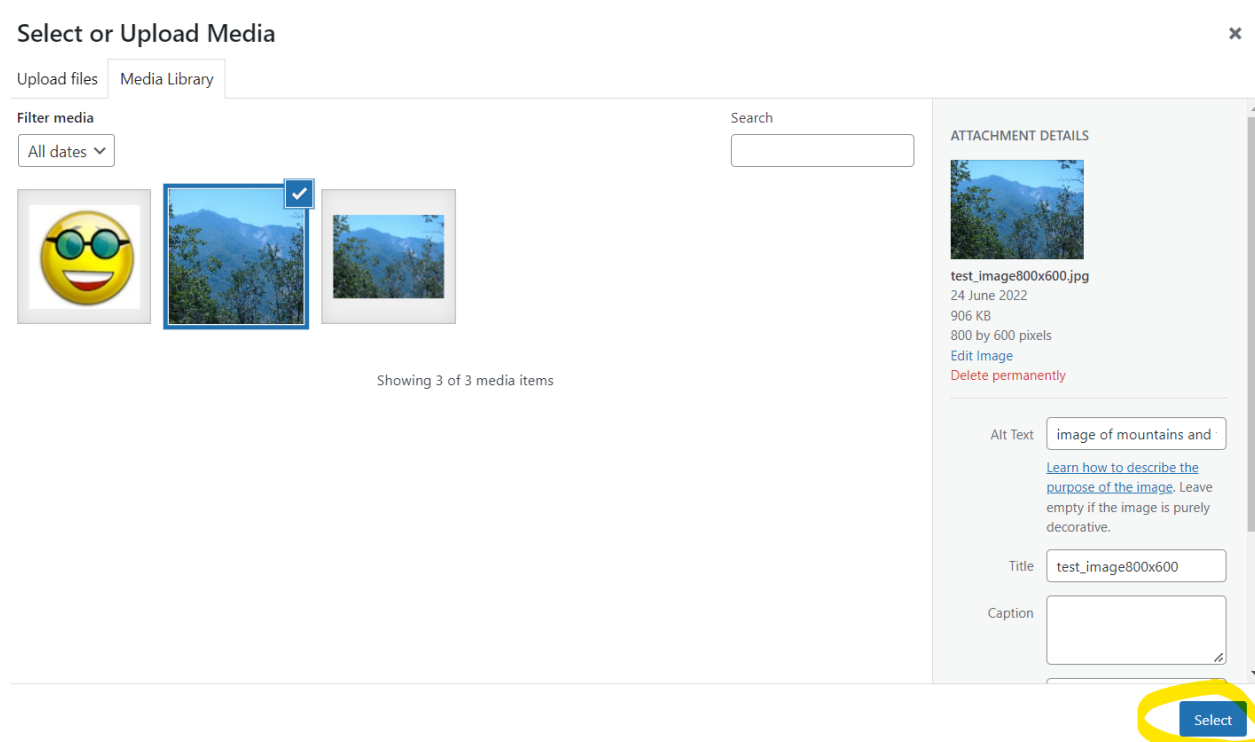 Select or Upload Media
Upload files
Media Library
Filter media
All dates
Search
Showing 3 of 3 media items
ATTACHMENT DETAILS
test_image800x600.jpg
24 June 2022
906 KB
800 by 600 pixels
Edit Image
Delete permanently
Alt Text
image of mountains and
Learn how to describe the
purpose of the image. Leave
empty if the image is purely
decorative.
Title
test_image800x600
Caption
Select